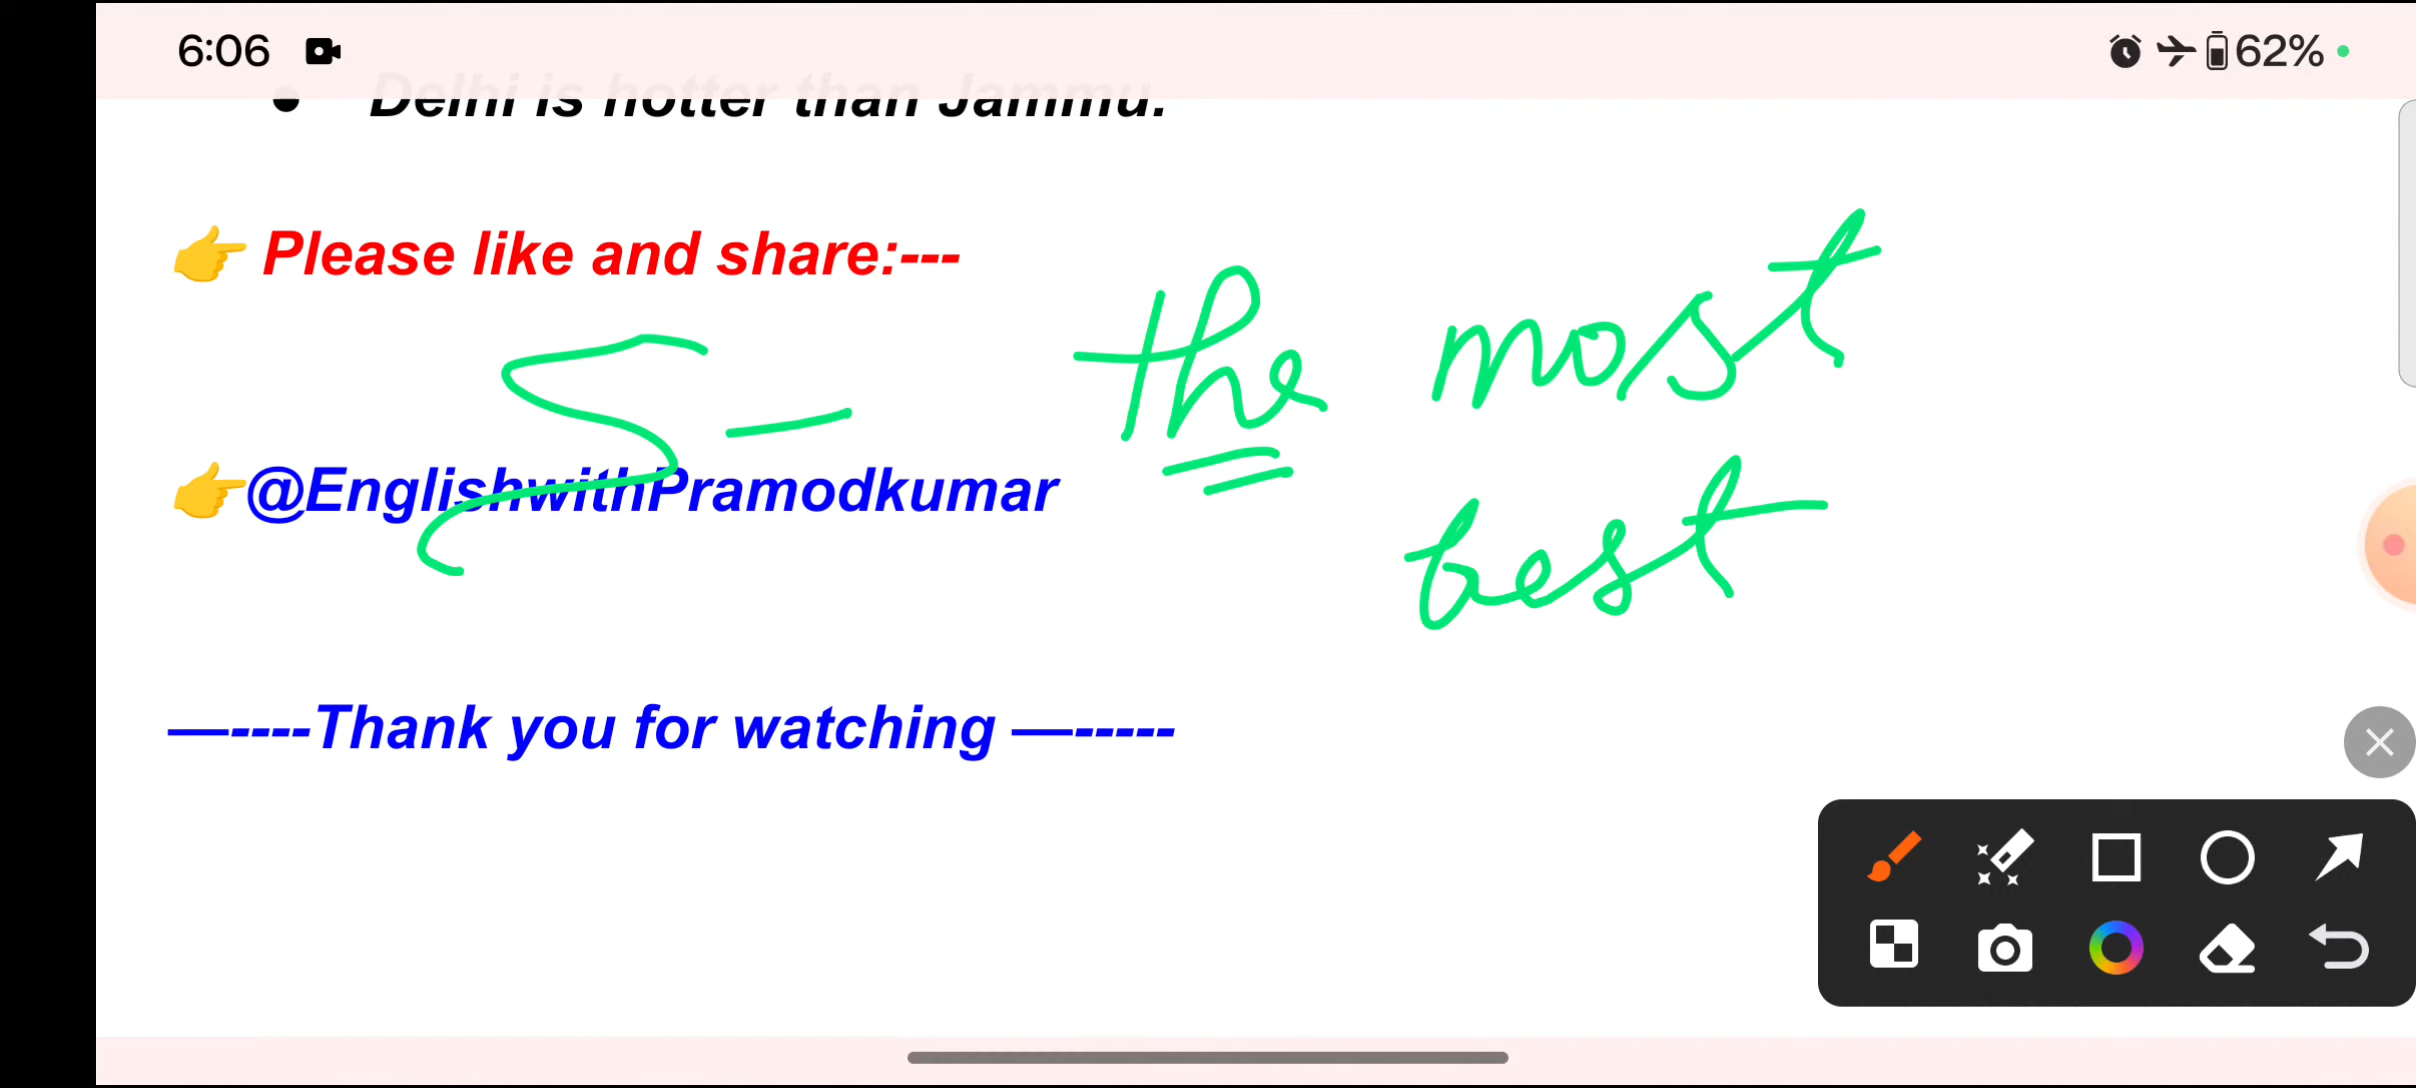 6:06 62%
Delhi is hotter than Jammu.
👉 Please like and share:---
S — the most
👉@EnglishwithPramodkumar
best
—----Thank you for watching —-----